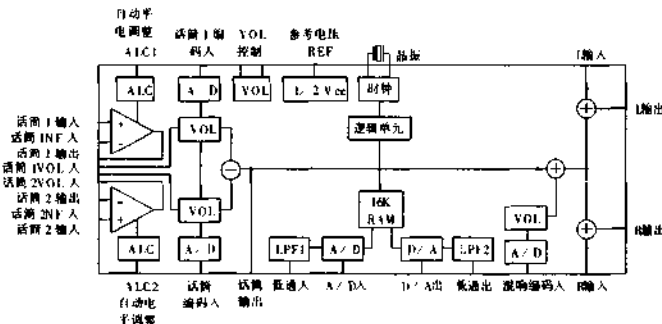 自动平
电调整
ALC1
话筒1编
码入
VOL
控制
参考电压
REF
晶振
L输入
ALC
A/D
VOL
1/2Vcc
时钟
逻辑单元
L输出
话筒1输入
话筒1NF入
话筒1输出
话筒1VOL入
话筒2VOL入
话筒2输出
话筒2NF入
话筒2输入
VOL
VOL
16K
RAM
VOL
R输出
ALC
A/D
LPF1
A/D
D/A
LPF2
A/D
ALC2
自动电
平调整
话筒
编码入
话筒
输出
低通入
A/D入
D/A出
低通出
混响编码入
R输入